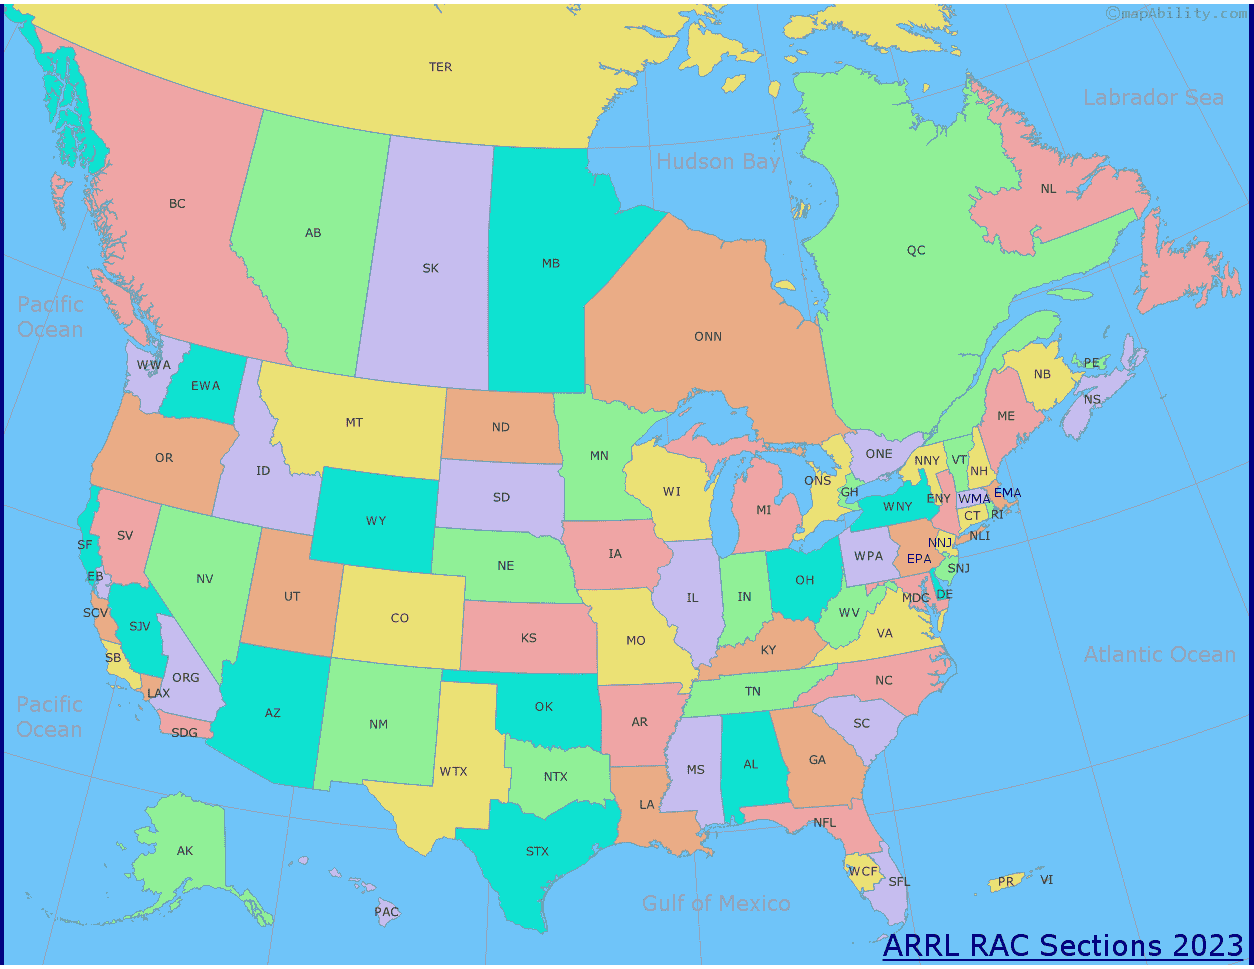 ©mapAbility.com
TER
Labrador Sea
Hudson Bay
BC
NL
AB
QC
SK
MB
Pacific
Ocean
ONN
WWA
EWA
PE
NB
NS
MT
ME
ND
OR
ID
MN
ONE
NNY
VT
NH
ONS
GH
WI
SD
WY
MI
WNY
ENY
WMA
EMA
CT
RI
SV
SF
NLI
NNJ
IA
WPA
EPA
SNJ
EB
NV
NE
OH
UT
IN
IL
MDC
DE
SCV
SJV
CO
WV
VA
KS
MO
KY
SB
Atlantic Ocean
ORG
LAX
TN
NC
Pacific
Ocean
AZ
NM
OK
AR
SC
SDG
WTX
NTX
MS
AL
GA
LA
NFL
AK
STX
WCF
SFL
PR
VI
PAC
Gulf of Mexico
ARRL RAC Sections 2023